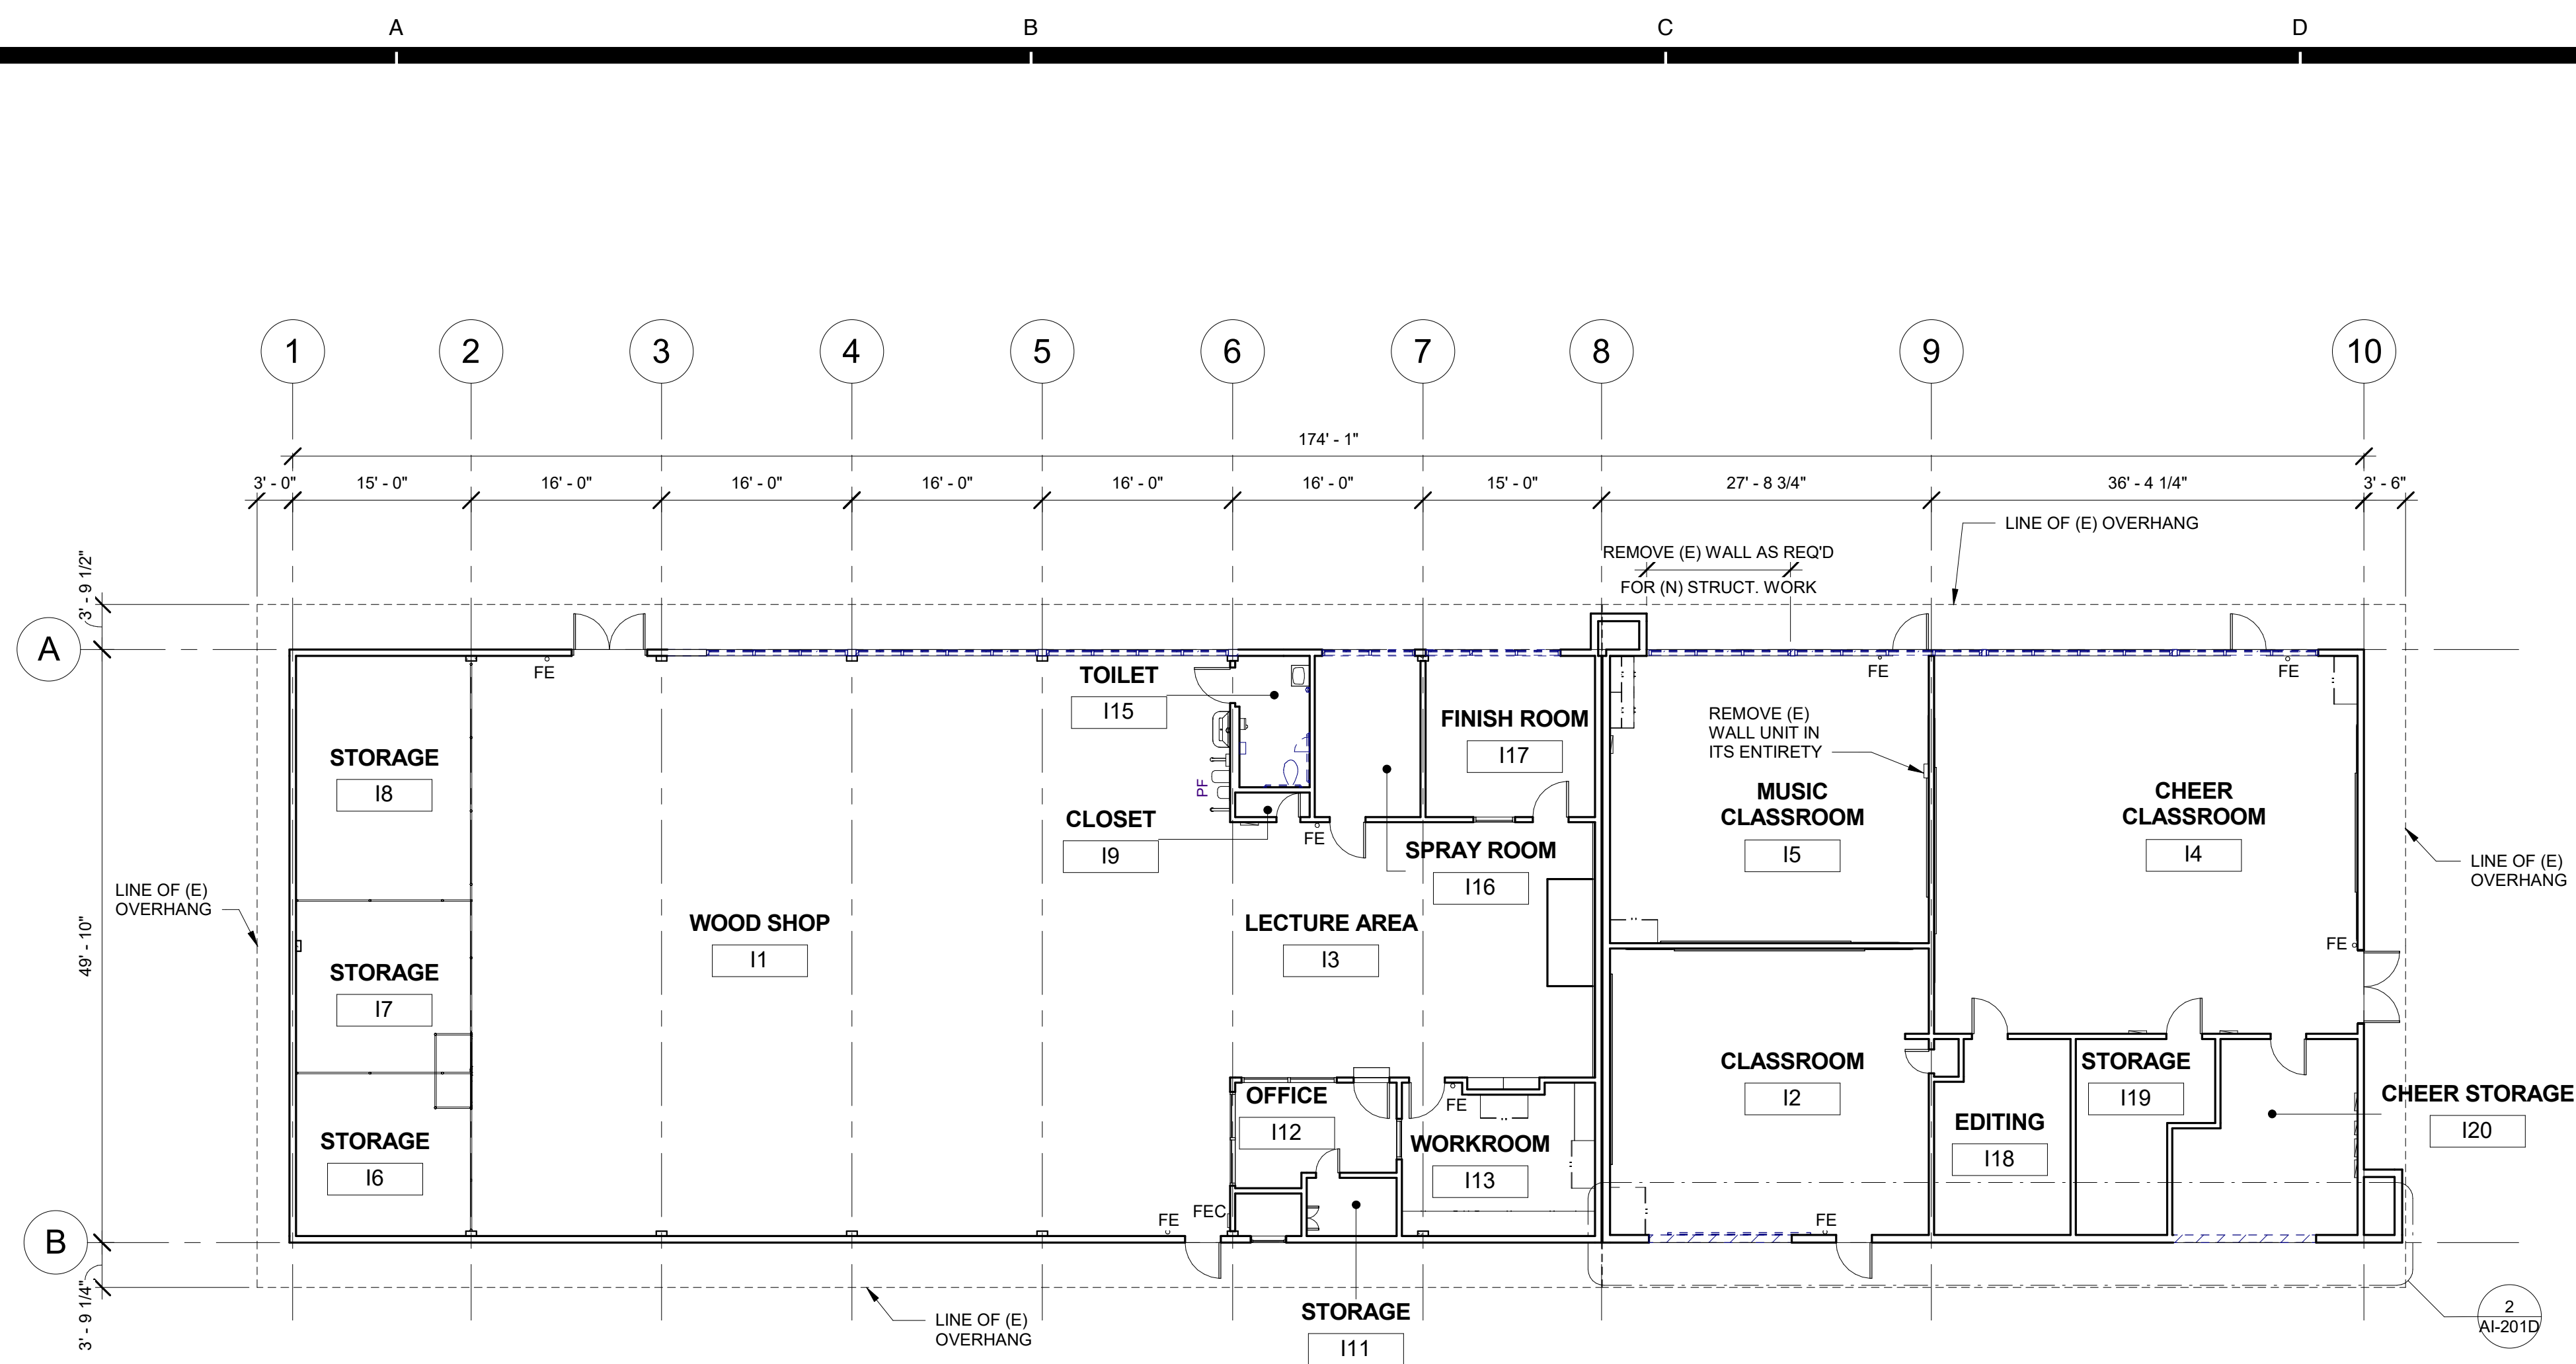 A B C D
1 2 3 4 5 6 7 8 9 10
174' - 1"
3' - 0" 15' - 0" 16' - 0" 16' - 0" 16' - 0" 16' - 0" 16' - 0" 15' - 0" 27' - 8 3/4" 36' - 4 1/4" 3' - 6"
LINE OF (E) OVERHANG
REMOVE (E) WALL AS REQ'D
FOR (N) STRUCT. WORK
3' - 9 1/2"
A
FE
FE
FE
TOILET
I15
FINISH ROOM
I17
REMOVE (E)
WALL UNIT IN
ITS ENTIRETY
STORAGE
I8
PF
MUSIC
CLASSROOM
I5
CHEER
CLASSROOM
I4
CLOSET
I9
FE
SPRAY ROOM
I16
LINE OF (E)
OVERHANG
LINE OF (E)
OVERHANG
49' - 10"
WOOD SHOP
I1
LECTURE AREA
I3
FE
STORAGE
I7
CLASSROOM
I2
STORAGE
I19
CHEER STORAGE
I20
OFFICE
I12
FE
EDITING
I18
STORAGE
I6
WORKROOM
I13
FE
FEC
FE
B
3' - 9 1/4"
LINE OF (E)
OVERHANG
STORAGE
I11
2
AI-201D